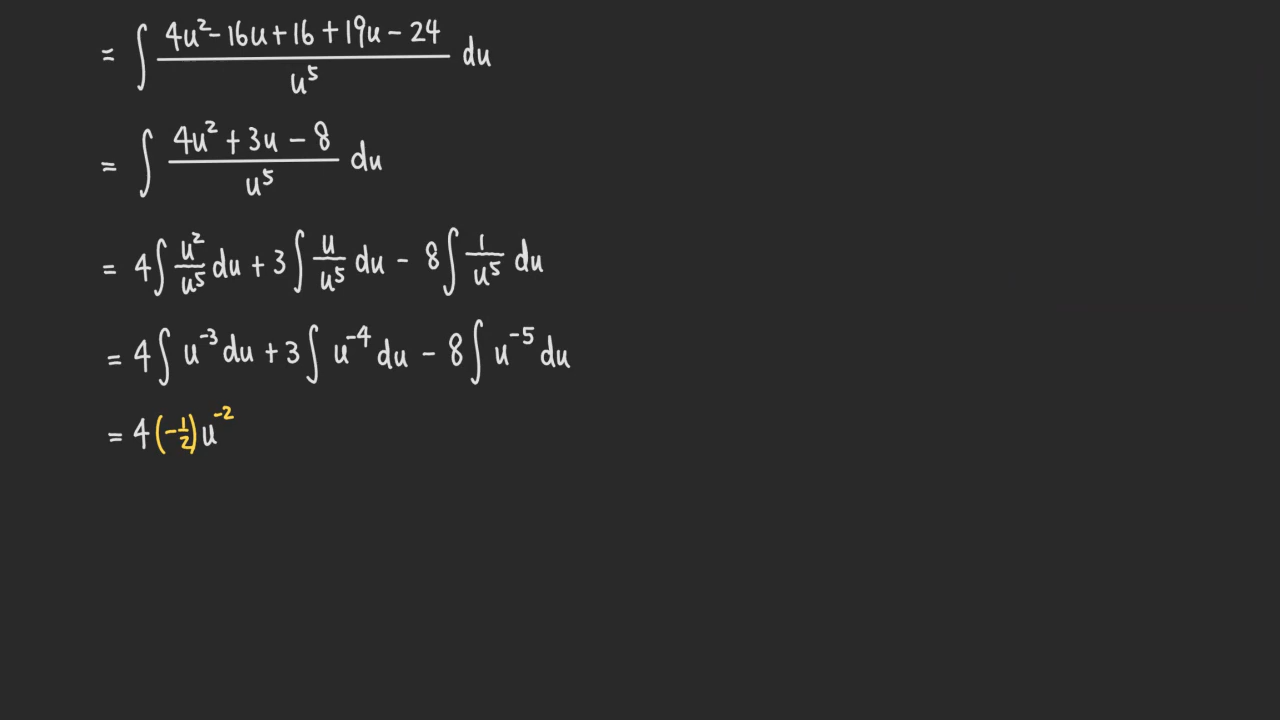 = ∫ (4u² - 16u + 16 + 19u - 24)/u⁵ du
= ∫ (4u² + 3u - 8)/u⁵ du
= 4∫ u²/u⁵ du + 3∫ u/u⁵ du - 8∫ 1/u⁵ du
= 4∫ u⁻³ du + 3∫ u⁻⁴ du - 8∫ u⁻⁵ du
= 4(-1/2)u⁻²